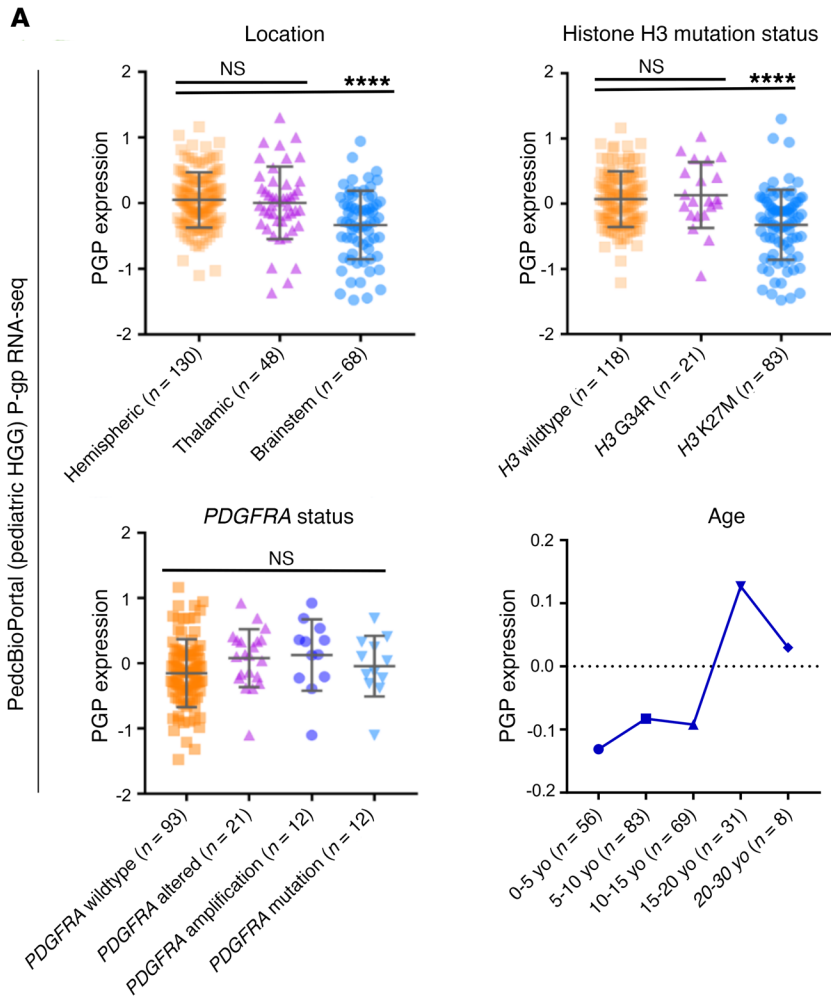 A
PedcBioPortal (pediatric HGG) P-gp RNA-seq
Location
NS
****
PGP expression
2
1
0
-1
-2
Hemispheric (n = 130)
Thalamic (n = 48)
Brainstem (n = 68)
Histone H3 mutation status
NS
****
PGP expression
2
1
0
-1
-2
H3 wildtype (n = 118)
H3 G34R (n = 21)
H3 K27M (n = 83)
PDGFRA status
NS
PGP expression
2
1
0
-1
-2
PDGFRA wildtype (n = 93)
PDGFRA altered (n = 21)
PDGFRA amplification (n = 12)
PDGFRA mutation (n = 12)
Age
PGP expression
0.2
0.1
0.0
-0.1
-0.2
0-5 yo (n = 56)
5-10 yo (n = 83)
10-15 yo (n = 69)
15-20 yo (n = 31)
20-30 yo (n = 8)